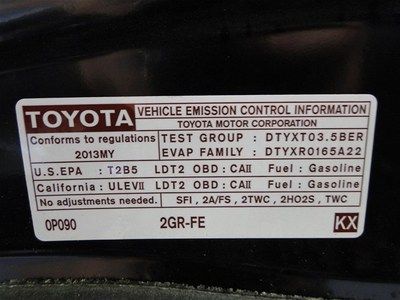 TOYOTA VEHICLE EMISSION CONTROL INFORMATION
TOYOTA MOTOR CORPORATION
Conforms to regulations TEST GROUP : DTYXT03.5BER
2013MY EVAP FAMILY : DTYXR0165A22
U.S.EPA : T2B5 LDT2 OBD : CAII Fuel : Gasoline
California : ULEVII LDT2 OBD : CAII Fuel : Gasoline
No adjustments needed. SFI , 2A/FS , 2TWC , 2HO2S , TWC
0P090 2GR-FE KX